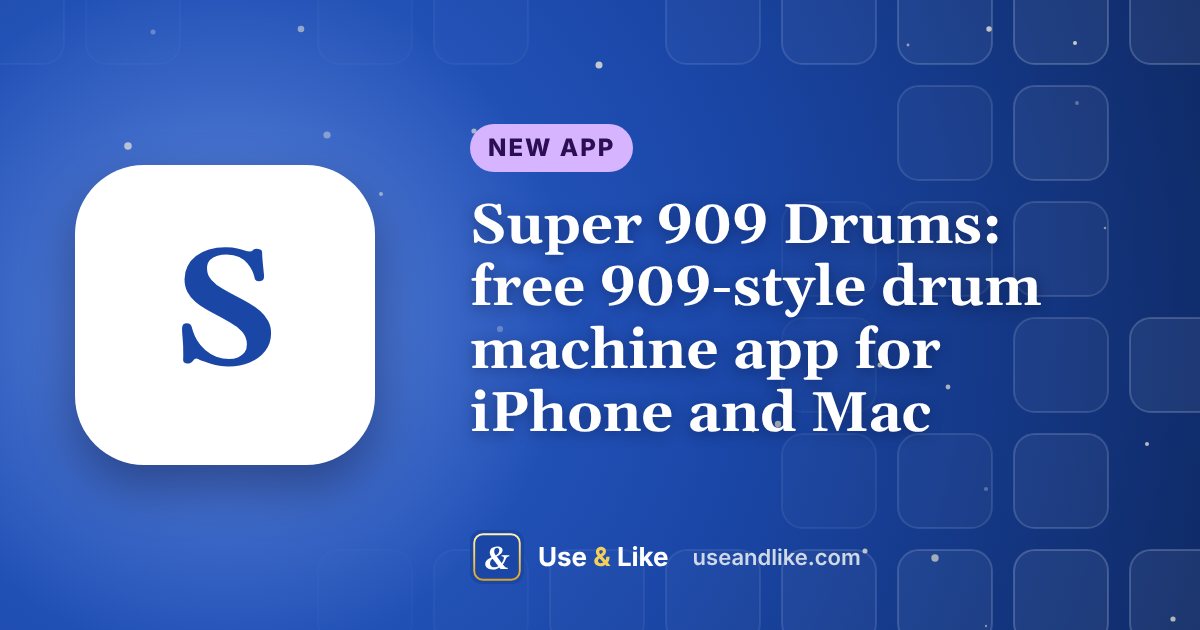 S
NEW APP
Super 909 Drums:
free 909-style drum
machine app for
iPhone and Mac
& Use & Like useandlike.com